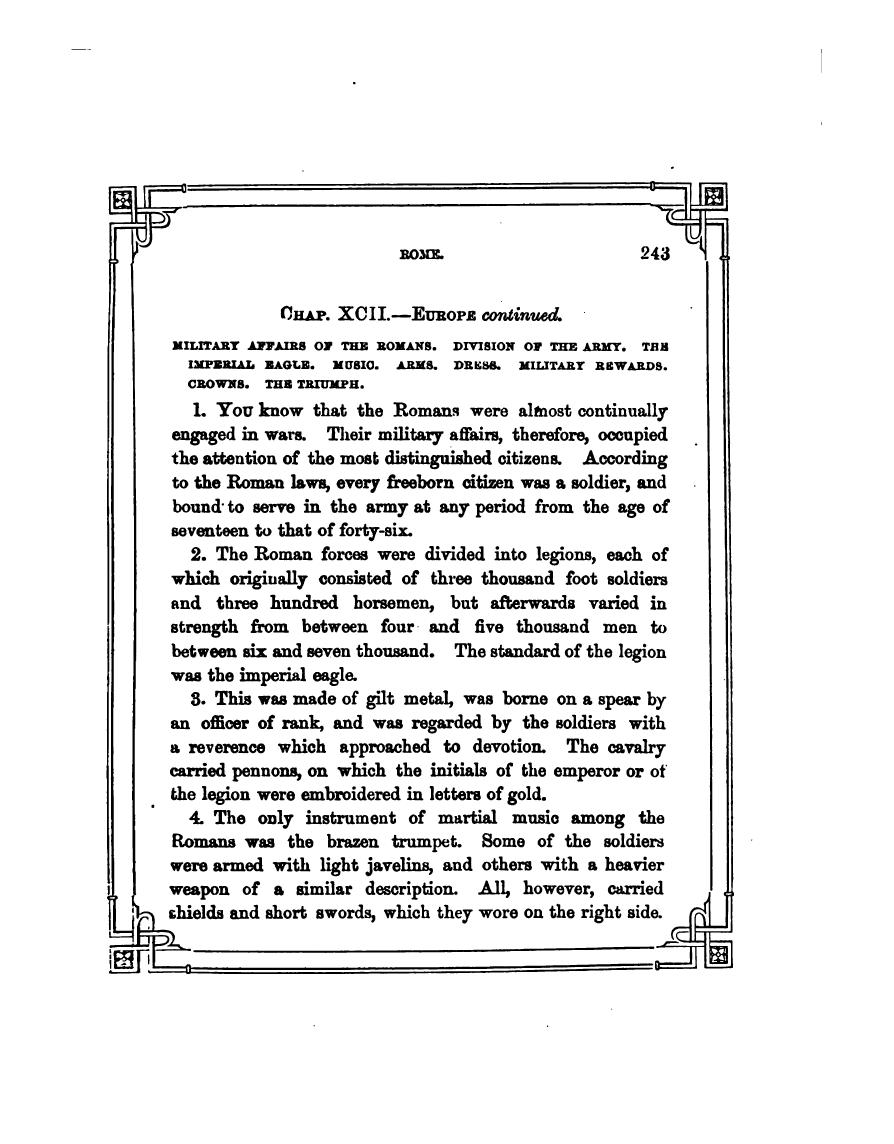 ROME. 243
CHAP. XCII.—EUROPE continued.
MILITARY AFFAIRS OF THE ROMANS. DIVISION OF THE ARMY. THE
IMPERIAL EAGLE. MUSIC. ARMS. DRESS. MILITARY REWARDS.
CROWNS. THE TRIUMPH.
1. YOU know that the Romans were almost continually
engaged in wars. Their military affairs, therefore, occupied
the attention of the most distinguished citizens. According
to the Roman laws, every freeborn citizen was a soldier, and
bound to serve in the army at any period from the age of
seventeen to that of forty-six.
2. The Roman forces were divided into legions, each of
which originally consisted of three thousand foot soldiers
and three hundred horsemen, but afterwards varied in
strength from between four and five thousand men to
between six and seven thousand. The standard of the legion
was the imperial eagle.
3. This was made of gilt metal, was borne on a spear by
an officer of rank, and was regarded by the soldiers with
a reverence which approached to devotion. The cavalry
carried pennons, on which the initials of the emperor or of
the legion were embroidered in letters of gold.
4. The only instrument of martial music among the
Romans was the brazen trumpet. Some of the soldiers
were armed with light javelins, and others with a heavier
weapon of a similar description. All, however, carried
shields and short swords, which they wore on the right side.